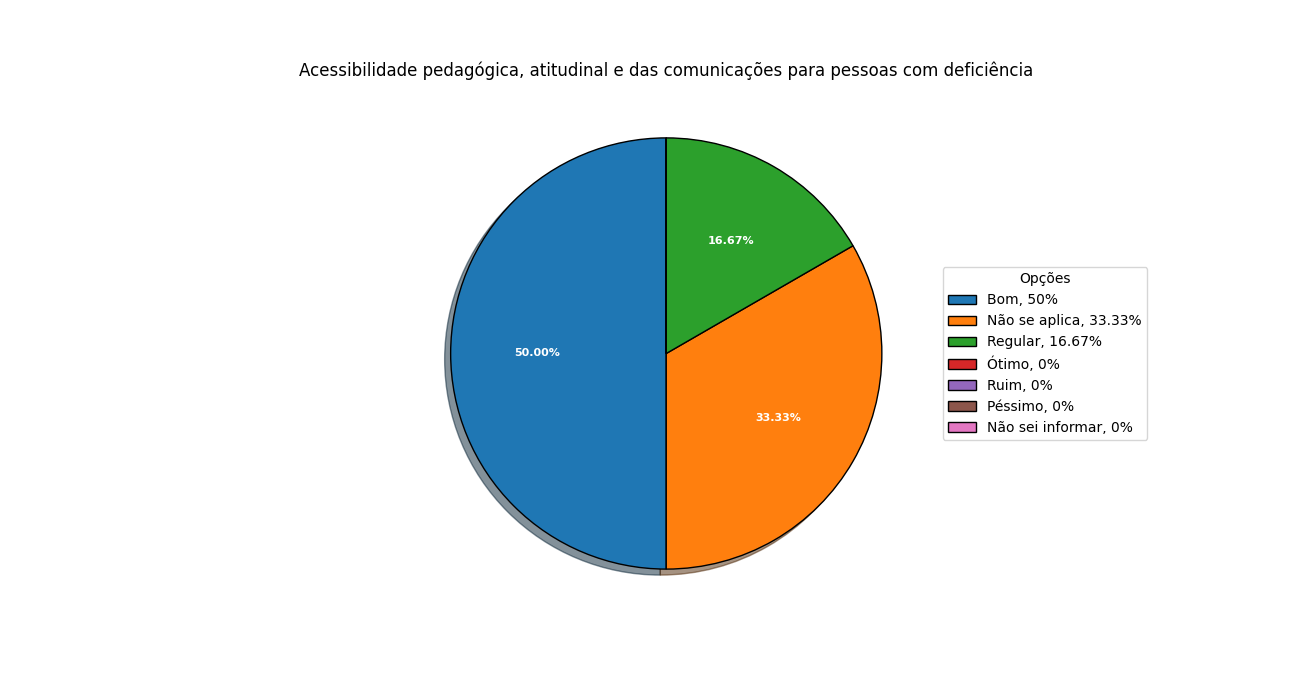 Acessibilidade pedagógica, atitudinal e das comunicações para pessoas com deficiência
16.67%
50.00%
33.33%
Opções
Bom, 50%
Não se aplica, 33.33%
Regular, 16.67%
Ótimo, 0%
Ruim, 0%
Péssimo, 0%
Não sei informar, 0%